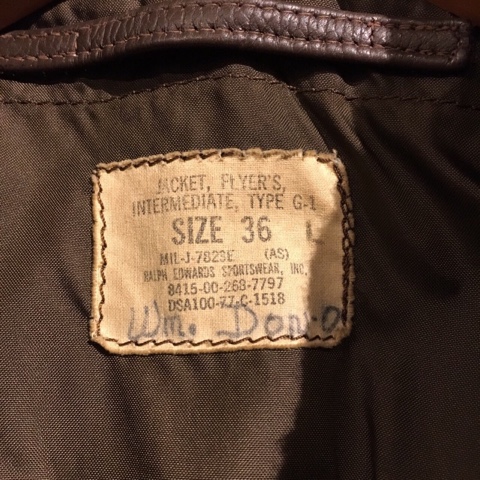 JACKET, FLYER'S,
INTERMEDIATE, TYPE G-1
SIZE 36 L
MIL-J-7823E (AS)
RALPH EDWARDS SPORTSWEAR, INC.
8415-00-268-7797
DSA100-77-C-1518
Wm.